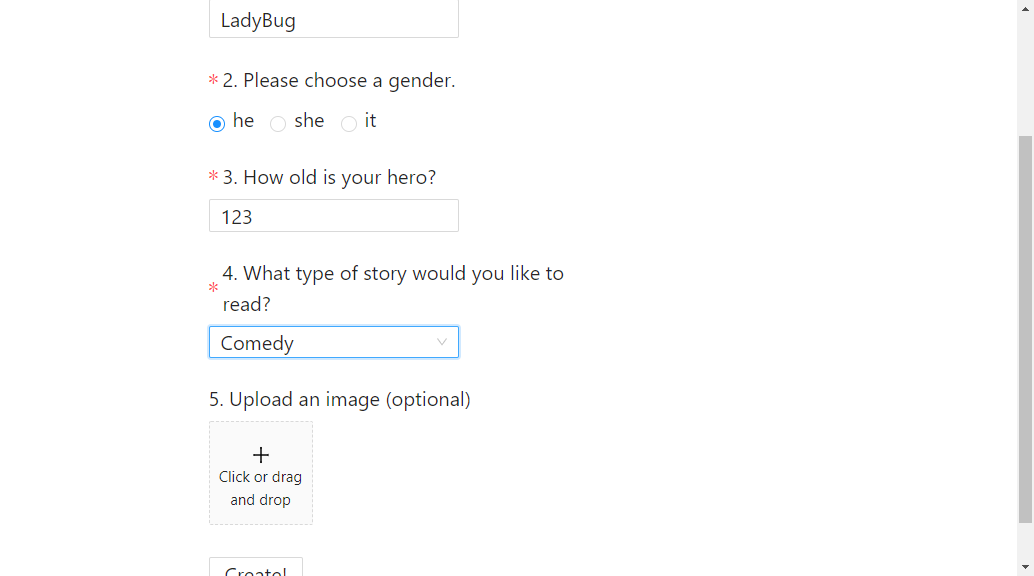 LadyBug
* 2. Please choose a gender.
he she it
* 3. How old is your hero?
123
* 4. What type of story would you like to
read?
Comedy
5. Upload an image (optional)
+
Click or drag
and drop
Create!